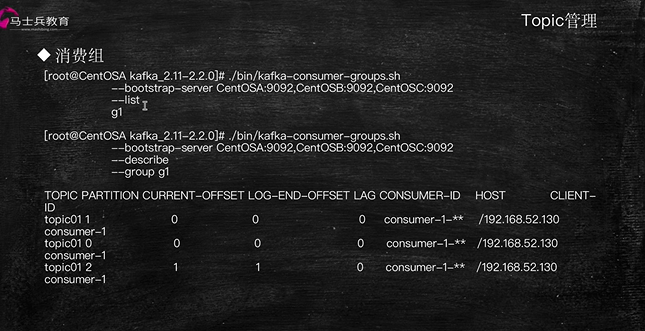 马士兵教育
www.mashibing.com
Topic管理
◆ 消费组
[root@CentOSA kafka_2.11-2.2.0]# ./bin/kafka-consumer-groups.sh
--bootstrap-server CentOSA:9092,CentOSB:9092,CentOSC:9092
--list
g1
[root@CentOSA kafka_2.11-2.2.0]# ./bin/kafka-consumer-groups.sh
--bootstrap-server CentOSA:9092,CentOSB:9092,CentOSC:9092
--describe
--group g1
TOPIC PARTITION CURRENT-OFFSET LOG-END-OFFSET LAG CONSUMER-ID HOST CLIENT-
ID
topic01 1 0 0 0 consumer-1-** /192.168.52.130
consumer-1
topic01 0 0 0 0 consumer-1-** /192.168.52.130
consumer-1
topic01 2 1 1 0 consumer-1-** /192.168.52.130
consumer-1